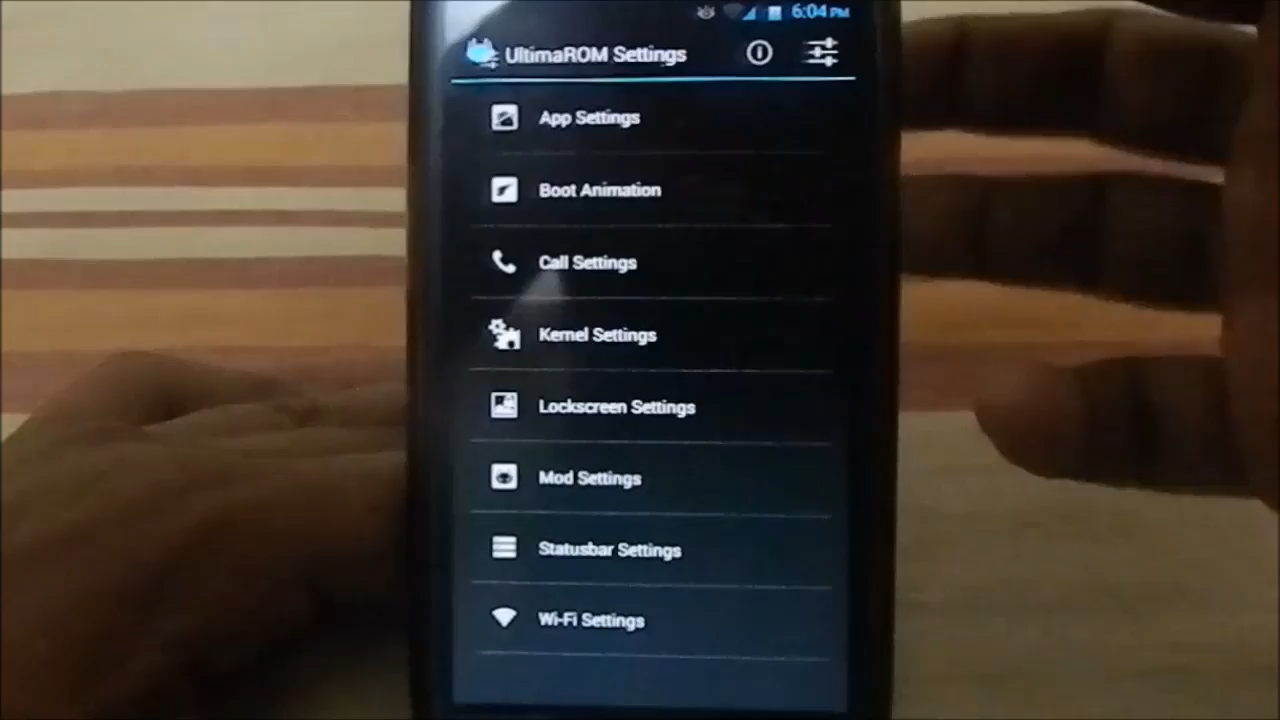 6:04 PM
UltimaROM Settings
App Settings
Boot Animation
Call Settings
Kernel Settings
Lockscreen Settings
Mod Settings
Statusbar Settings
Wi-Fi Settings